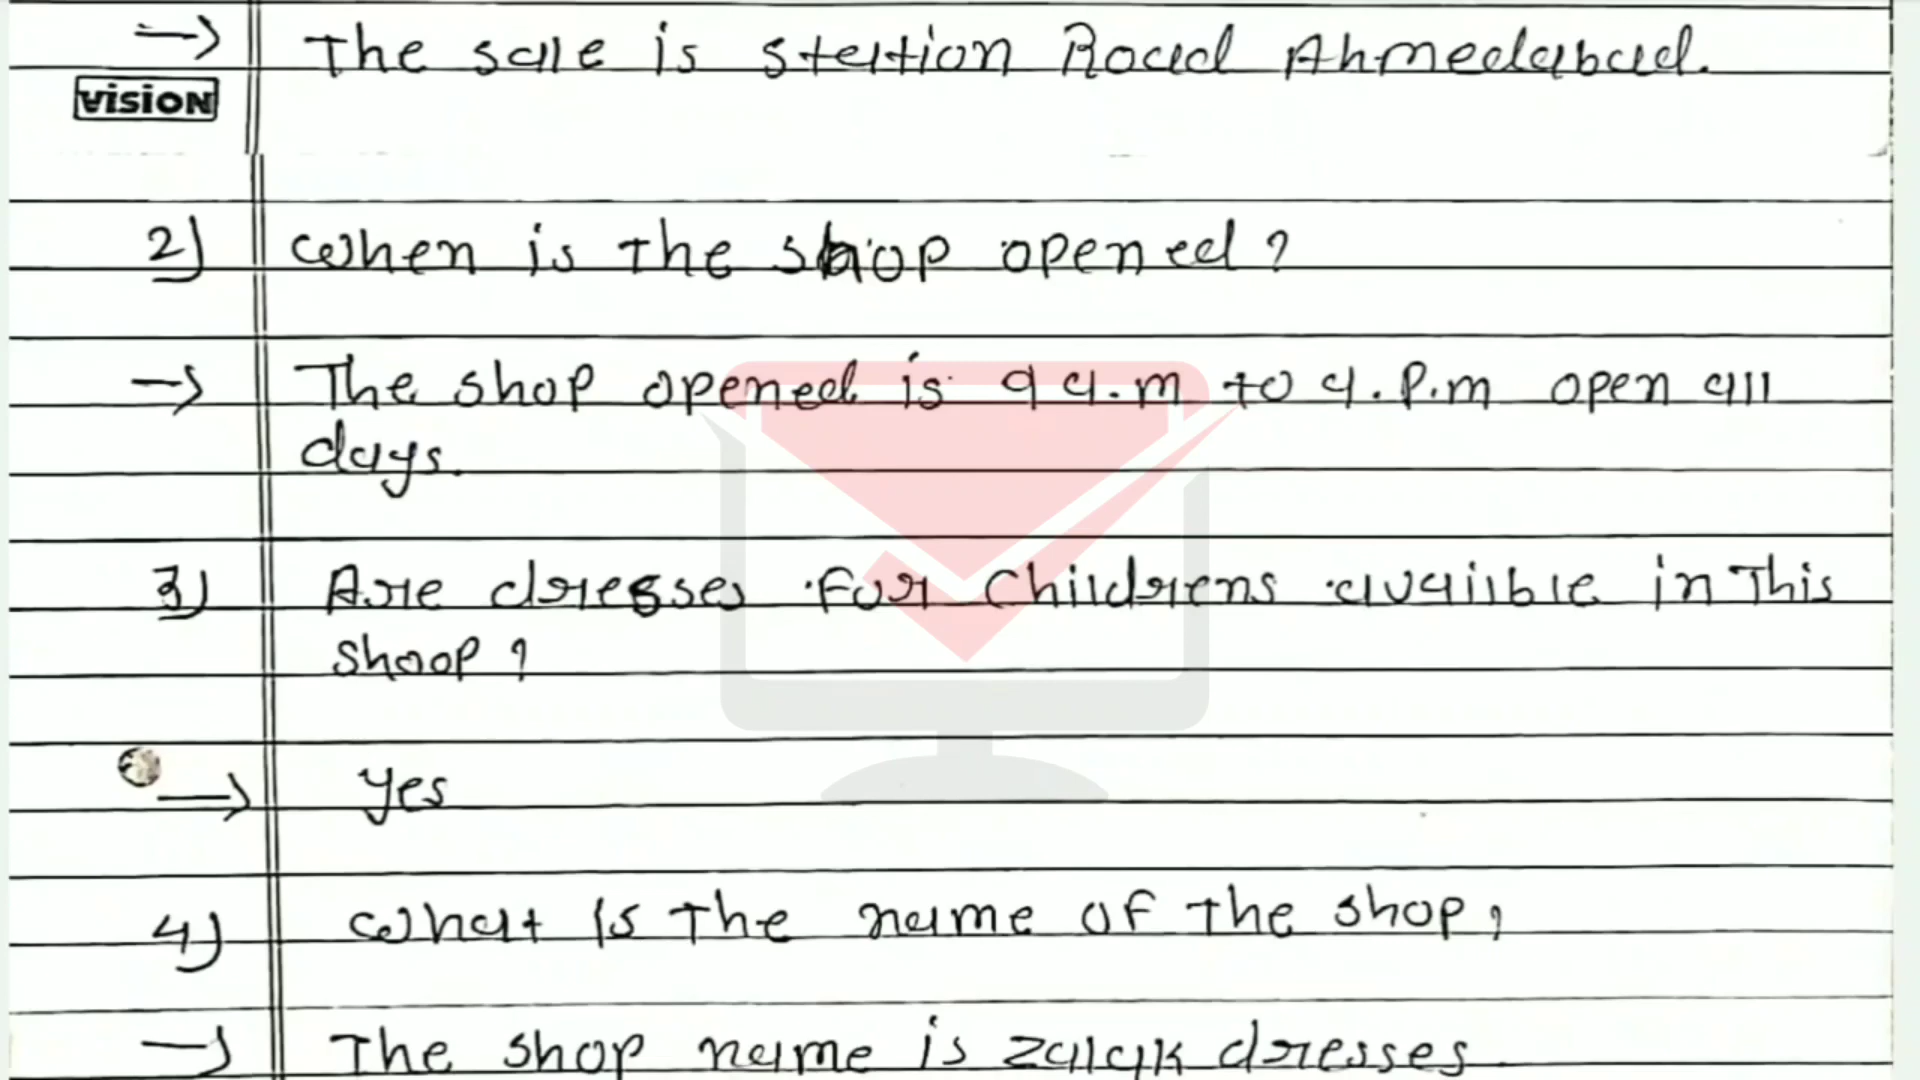 → The sale is station Road Ahmedabad.
vision
2) When is the shop opened?
→ The shop opened is 9 a.m to 9.p.m open all
days.
3) Are dresses for childrens availble in This
shoop?
→ yes
4) What is the name of the shop?
→ The shop name is zalak dresses.